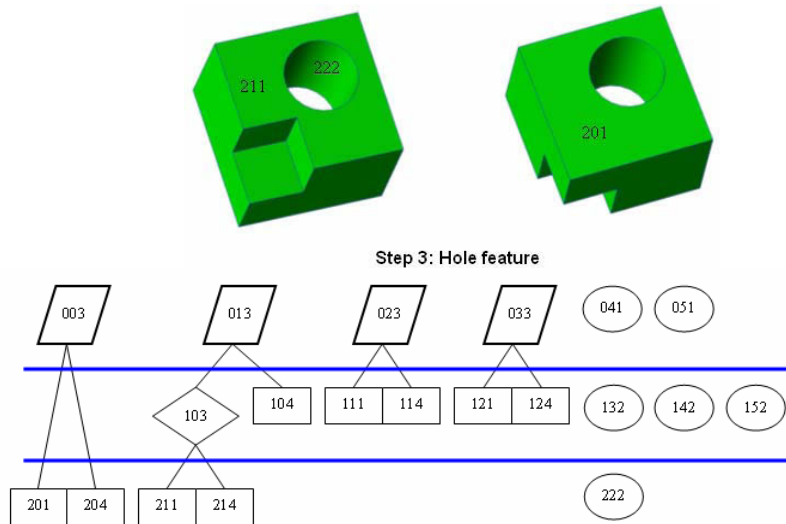 211 222
201
Step 3: Hole feature
003 013 023 033 041 051
103 104 111 114 121 124 132 142 152
201 204 211 214 222